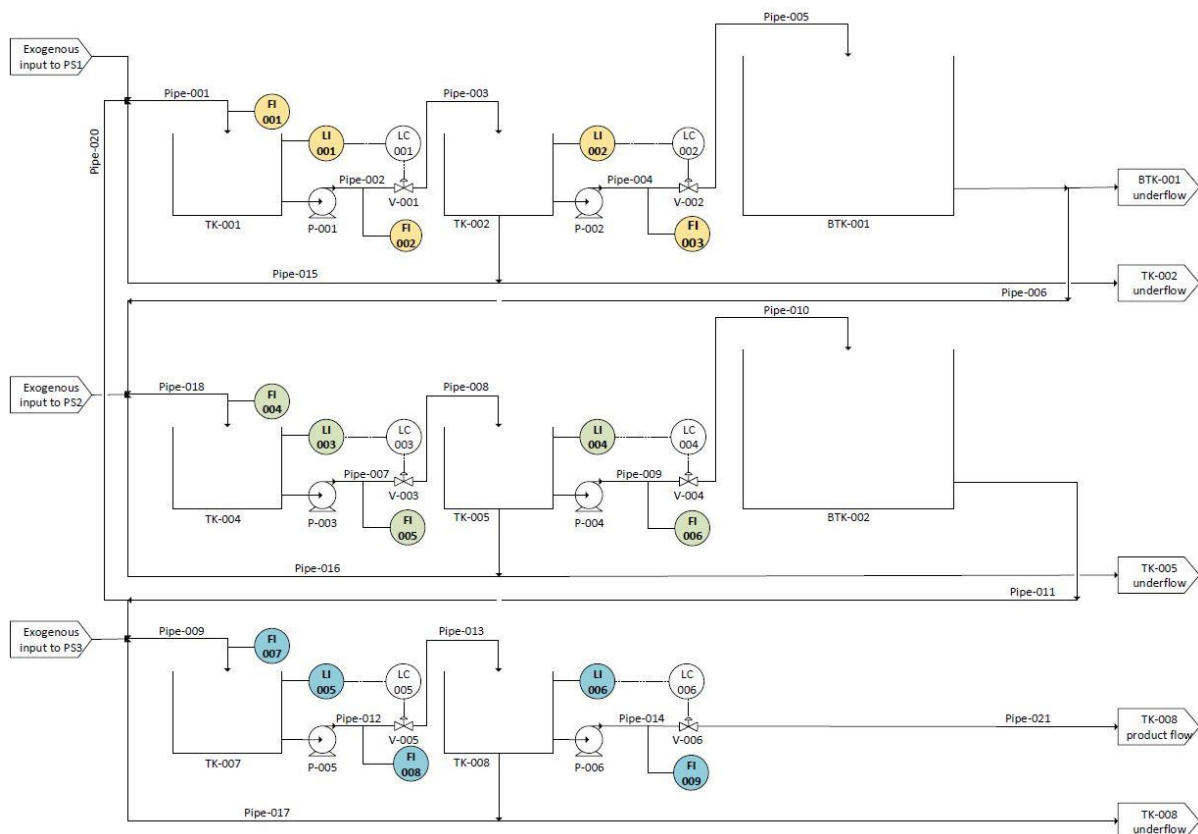 Pipe-005
Exogenous
input to PS1
Pipe-001
Pipe-003
FI
001
LI
001
LC
001
LI
002
LC
002
Pipe-020
Pipe-002
V-001
Pipe-004
V-002
BTK-001
underflow
TK-001
P-001
FI
002
TK-002
P-002
FI
003
BTK-001
Pipe-015
TK-002
underflow
Pipe-006
Pipe-010
Exogenous
input to PS2
Pipe-018
Pipe-008
FI
004
LI
003
LC
003
LI
004
LC
004
Pipe-007
V-003
Pipe-009
V-004
TK-004
P-003
FI
005
TK-005
P-004
FI
006
BTK-002
Pipe-016
TK-005
underflow
Pipe-011
Exogenous
input to PS3
Pipe-009
Pipe-013
FI
007
LI
005
LC
005
LI
006
LC
006
Pipe-012
V-005
Pipe-014
V-006
Pipe-021
TK-008
product flow
TK-007
P-005
FI
008
TK-008
P-006
FI
009
Pipe-017
TK-008
underflow